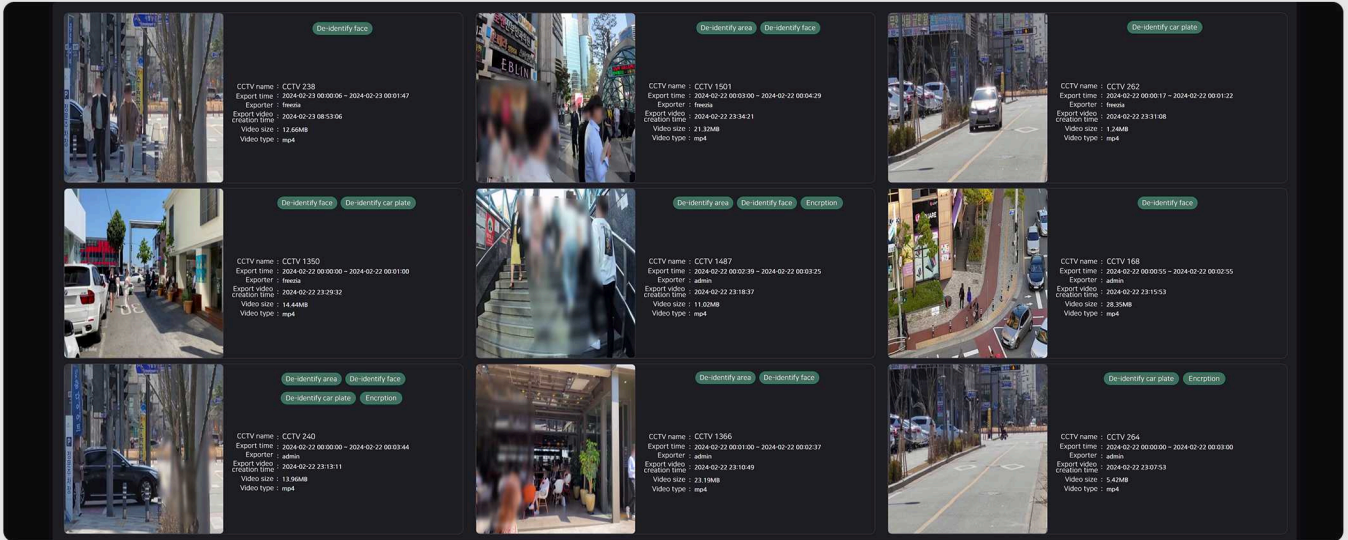 De-identify face
CCTV name : CCTV 238
Export time : 2024-02-23 00:00:06 ~ 2024-02-23 00:01:47
Exporter : freezia
Export video creation time : 2024-02-23 08:53:06
Video size : 12.66MB
Video type : mp4
EBLIN
De-identify area De-identify face
CCTV name : CCTV 1501
Export time : 2024-02-22 00:03:00 ~ 2024-02-22 00:04:29
Exporter : freezia
Export video creation time : 2024-02-22 23:34:21
Video size : 21.32MB
Video type : mp4
De-identify car plate
CCTV name : CCTV 262
Export time : 2024-02-22 00:00:17 ~ 2024-02-22 00:01:22
Exporter : freezia
Export video creation time : 2024-02-22 23:31:08
Video size : 1.24MB
Video type : mp4
De-identify face De-identify car plate
CCTV name : CCTV 1350
Export time : 2024-02-22 00:00:00 ~ 2024-02-22 00:01:00
Exporter : freezia
Export video creation time : 2024-02-22 23:29:32
Video size : 14.44MB
Video type : mp4
De-identify area De-identify face Encrption
CCTV name : CCTV 1487
Export time : 2024-02-22 00:02:39 ~ 2024-02-22 00:03:25
Exporter : admin
Export video creation time : 2024-02-22 23:18:37
Video size : 11.02MB
Video type : mp4
De-identify face
CCTV name : CCTV 168
Export time : 2024-02-22 00:00:55 ~ 2024-02-22 00:02:55
Exporter : admin
Export video creation time : 2024-02-22 23:15:53
Video size : 28.35MB
Video type : mp4
De-identify area De-identify face
De-identify car plate Encrption
CCTV name : CCTV 240
Export time : 2024-02-22 00:00:00 ~ 2024-02-22 00:03:44
Exporter : admin
Export video creation time : 2024-02-22 23:13:11
Video size : 13.96MB
Video type : mp4
De-identify area De-identify face
CCTV name : CCTV 1366
Export time : 2024-02-22 00:01:00 ~ 2024-02-22 00:02:37
Exporter : admin
Export video creation time : 2024-02-22 23:10:49
Video size : 23.19MB
Video type : mp4
De-identify car plate Encrption
CCTV name : CCTV 264
Export time : 2024-02-22 00:00:00 ~ 2024-02-22 00:03:00
Exporter : admin
Export video creation time : 2024-02-22 23:07:53
Video size : 5.42MB
Video type : mp4